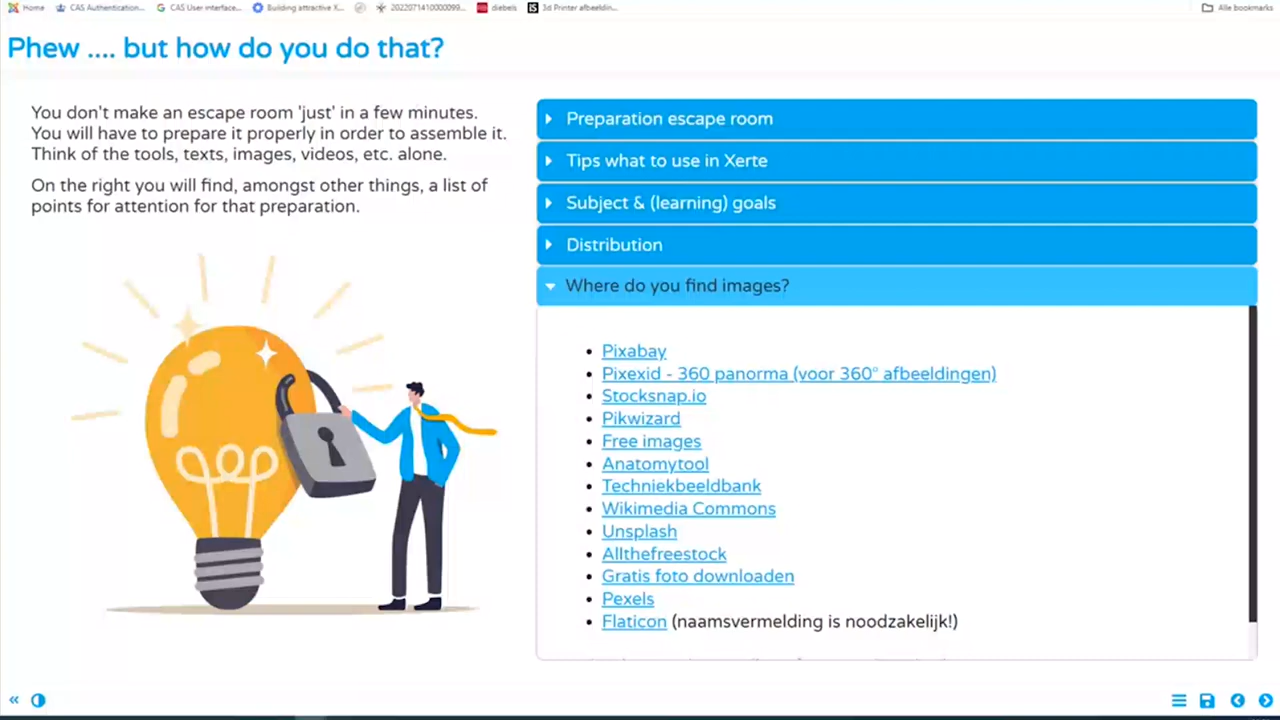 Home CAS Authentication... CAS User interface... Building attractive X... 2022071410000099... diebels 3d Printer afbeeldin... Alle bookmarks
Phew .... but how do you do that?
You don't make an escape room 'just' in a few minutes.
You will have to prepare it properly in order to assemble it.
Think of the tools, texts, images, videos, etc. alone.
On the right you will find, amongst other things, a list of
points for attention for that preparation.
Preparation escape room
Tips what to use in Xerte
Subject & (learning) goals
Distribution
Where do you find images?
Pixabay
Pixexid - 360 panorma (voor 360° afbeeldingen)
Stocksnap.io
Pikwizard
Free images
Anatomytool
Techniekbeeldbank
Wikimedia Commons
Unsplash
Allthefreestock
Gratis foto downloaden
Pexels
Flaticon (naamsvermelding is noodzakelijk!)